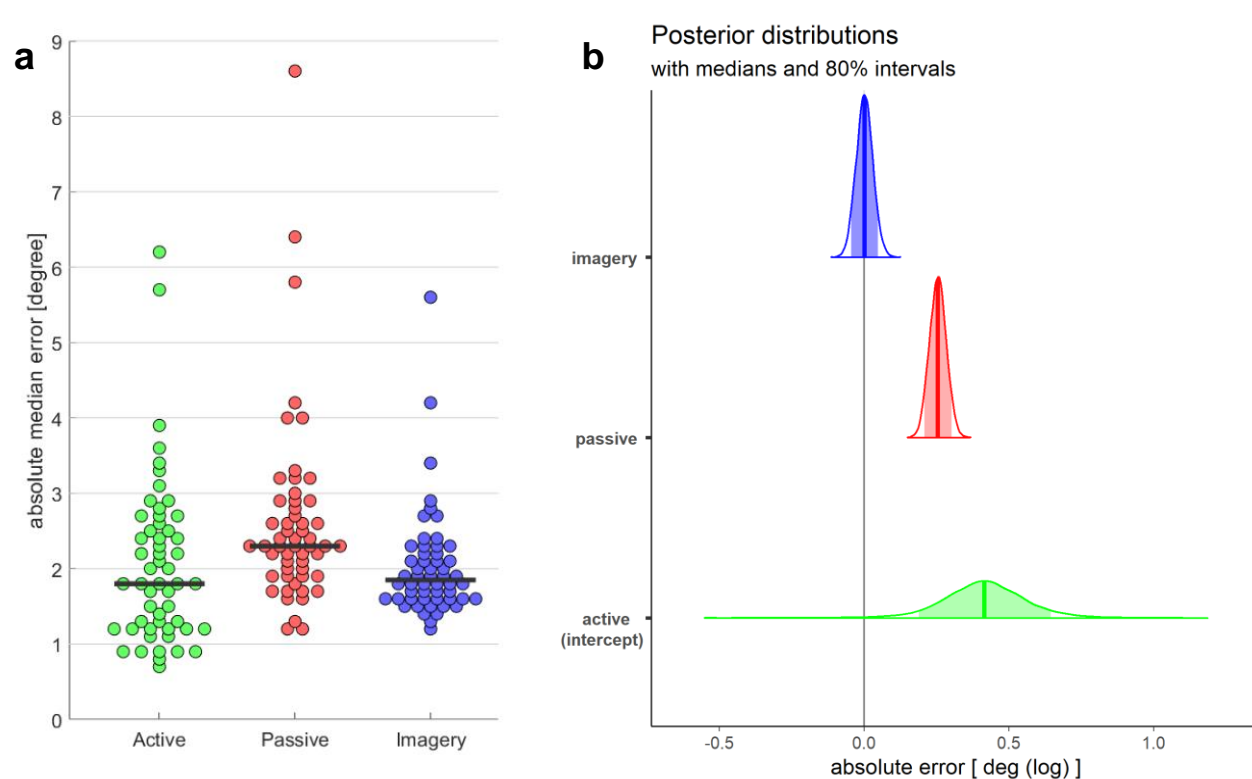 a
9
8
7
6
5
4
3
2
1
0
absolute median error [degree]
Active
Passive
Imagery
b
Posterior distributions
with medians and 80% intervals
imagery
passive
active
(intercept)
-0.5
0.0
0.5
1.0
absolute error [ deg (log) ]